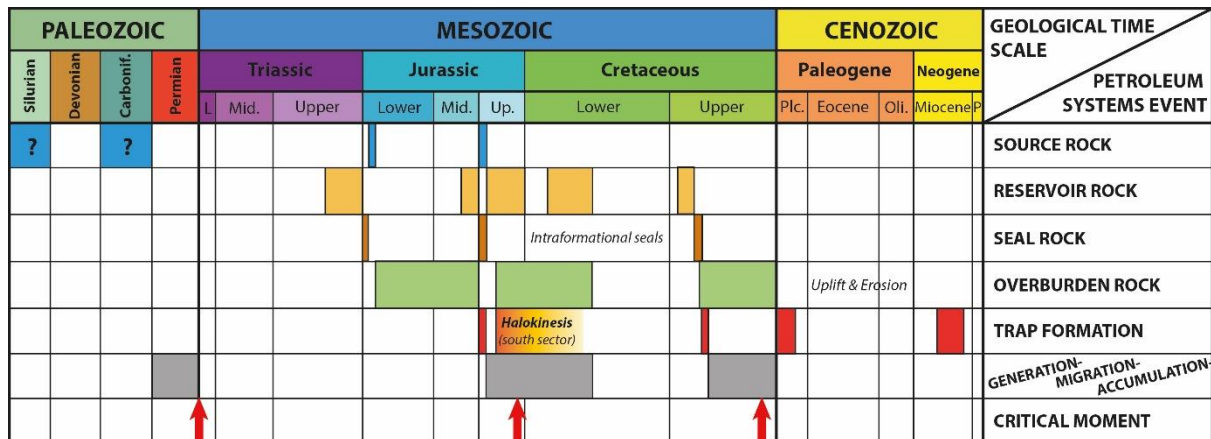 PALEOZOIC
MESOZOIC
CENOZOIC
GEOLOGICAL TIME
SCALE
PETROLEUM
SYSTEMS EVENT
Silurian
Devonian
Carbonif.
Permian
Triassic
Jurassic
Cretaceous
Paleogene
Neogene
L
Mid.
Upper
Lower
Mid.
Up.
Lower
Upper
Plc.
Eocene
Oli.
Miocene
P
? ?
SOURCE ROCK
RESERVOIR ROCK
Intraformational seals
SEAL ROCK
Uplift & Erosion
OVERBURDEN ROCK
Halokinesis
(south sector)
TRAP FORMATION
GENERATION-
MIGRATION-
ACCUMULATION-
CRITICAL MOMENT